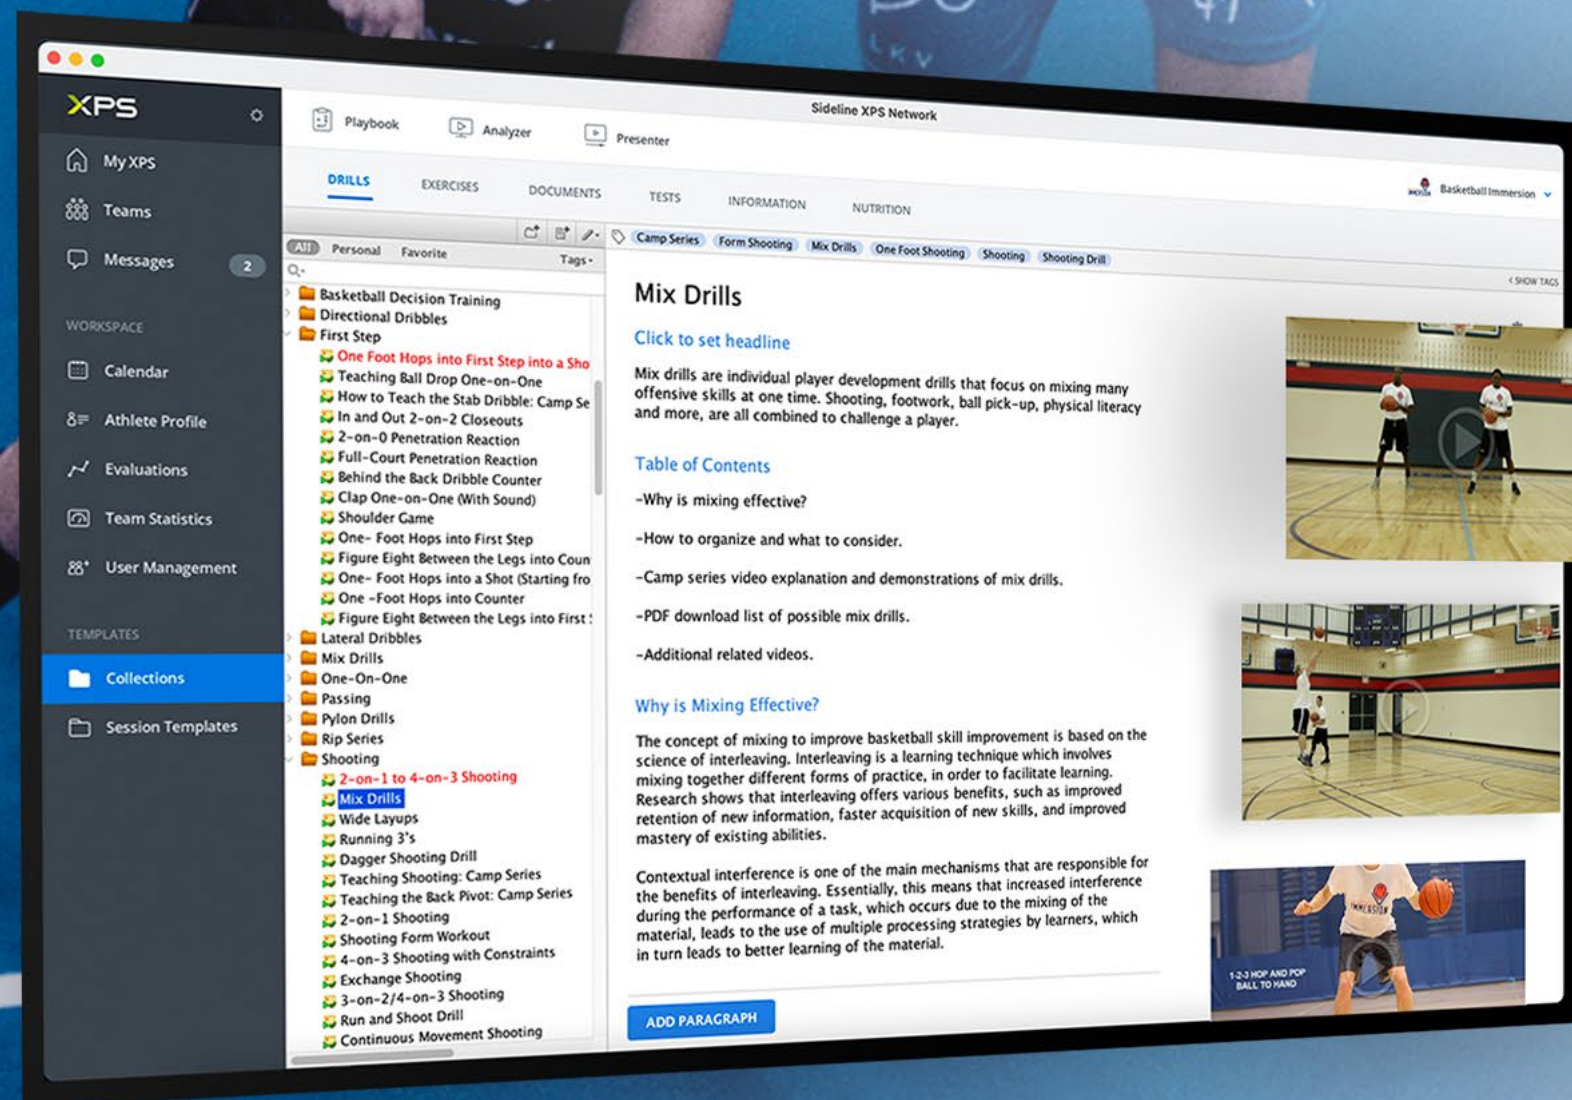 Sideline XPS Network
XPS
My XPS
Teams
Messages 2
WORKSPACE
Calendar
Athlete Profile
Evaluations
Team Statistics
User Management
TEMPLATES
Collections
Session Templates
Playbook Analyzer Presenter
Basketball Immersion
DRILLS EXERCISES DOCUMENTS TESTS INFORMATION NUTRITION
All Personal Favorite Tags
Basketball Decision Training
Directional Dribbles
First Step
One Foot Hops into First Step into a Sho
Teaching Ball Drop One-on-One
How to Teach the Stab Dribble: Camp Se
In and Out 2-on-2 Closeouts
2-on-0 Penetration Reaction
Full-Court Penetration Reaction
Behind the Back Dribble Counter
Clap One-on-One (With Sound)
Shoulder Game
One- Foot Hops into First Step
Figure Eight Between the Legs into Coun
One- Foot Hops into a Shot (Starting fro
One -Foot Hops into Counter
Figure Eight Between the Legs into First
Lateral Dribbles
Mix Drills
One-On-One
Passing
Pylon Drills
Rip Series
Shooting
2-on-1 to 4-on-3 Shooting
Mix Drills
Wide Layups
Running 3's
Dagger Shooting Drill
Teaching Shooting: Camp Series
Teaching the Back Pivot: Camp Series
2-on-1 Shooting
Shooting Form Workout
4-on-3 Shooting with Constraints
Exchange Shooting
3-on-2/4-on-3 Shooting
Run and Shoot Drill
Continuous Movement Shooting
Camp Series Form Shooting Mix Drills One Foot Shooting Shooting Shooting Drill
< SHOW TAGS
Mix Drills
Click to set headline
Mix drills are individual player development drills that focus on mixing many
offensive skills at one time. Shooting, footwork, ball pick-up, physical literacy
and more, are all combined to challenge a player.
Table of Contents
-Why is mixing effective?
-How to organize and what to consider.
-Camp series video explanation and demonstrations of mix drills.
-PDF download list of possible mix drills.
-Additional related videos.
Why is Mixing Effective?
The concept of mixing to improve basketball skill improvement is based on the
science of interleaving. Interleaving is a learning technique which involves
mixing together different forms of practice, in order to facilitate learning.
Research shows that interleaving offers various benefits, such as improved
retention of new information, faster acquisition of new skills, and improved
mastery of existing abilities.
Contextual interference is one of the main mechanisms that are responsible for
the benefits of interleaving. Essentially, this means that increased interference
during the performance of a task, which occurs due to the mixing of the
material, leads to the use of multiple processing strategies by learners, which
in turn leads to better learning of the material.
ADD PARAGRAPH
IMMERSION
1-2-3 HOP AND POP
BALL TO HAND